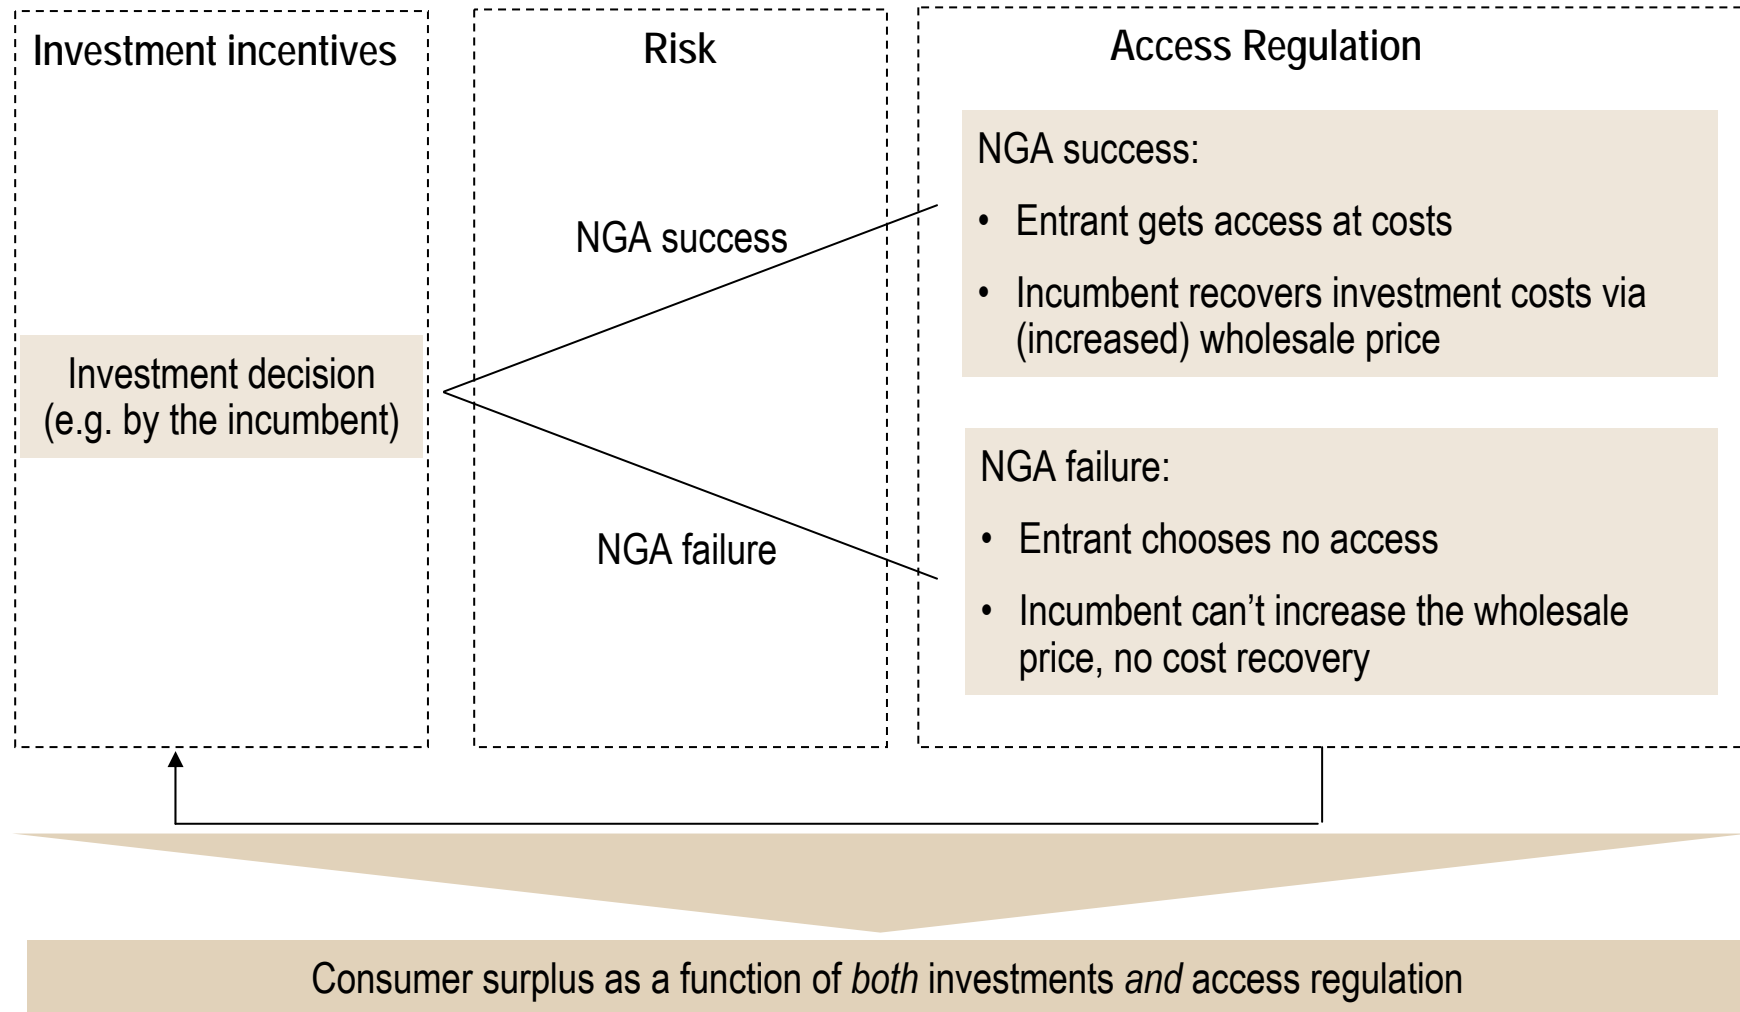 Investment incentives
Risk
Access Regulation
NGA success:
• Entrant gets access at costs
• Incumbent recovers investment costs via
(increased) wholesale price
NGA success
Investment decision
(e.g. by the incumbent)
NGA failure
NGA failure:
• Entrant chooses no access
• Incumbent can’t increase the wholesale
price, no cost recovery
Consumer surplus as a function of both investments and access regulation